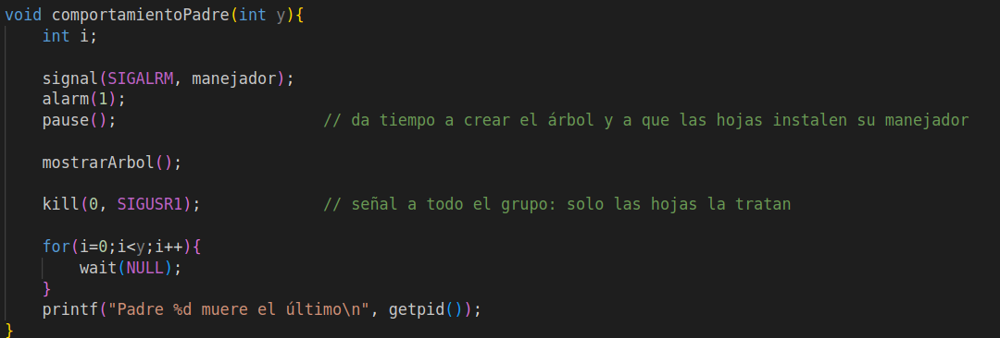 void comportamientoPadre(int y){
    int i;

    signal(SIGALRM, manejador);
    alarm(1);
    pause();                      // da tiempo a crear el árbol y a que las hojas instalen su manejador

    mostrarArbol();

    kill(0, SIGUSR1);             // señal a todo el grupo: solo las hojas la tratan

    for(i=0;i<y;i++){
        wait(NULL);
    }
    printf("Padre %d muere el último\n", getpid());
}